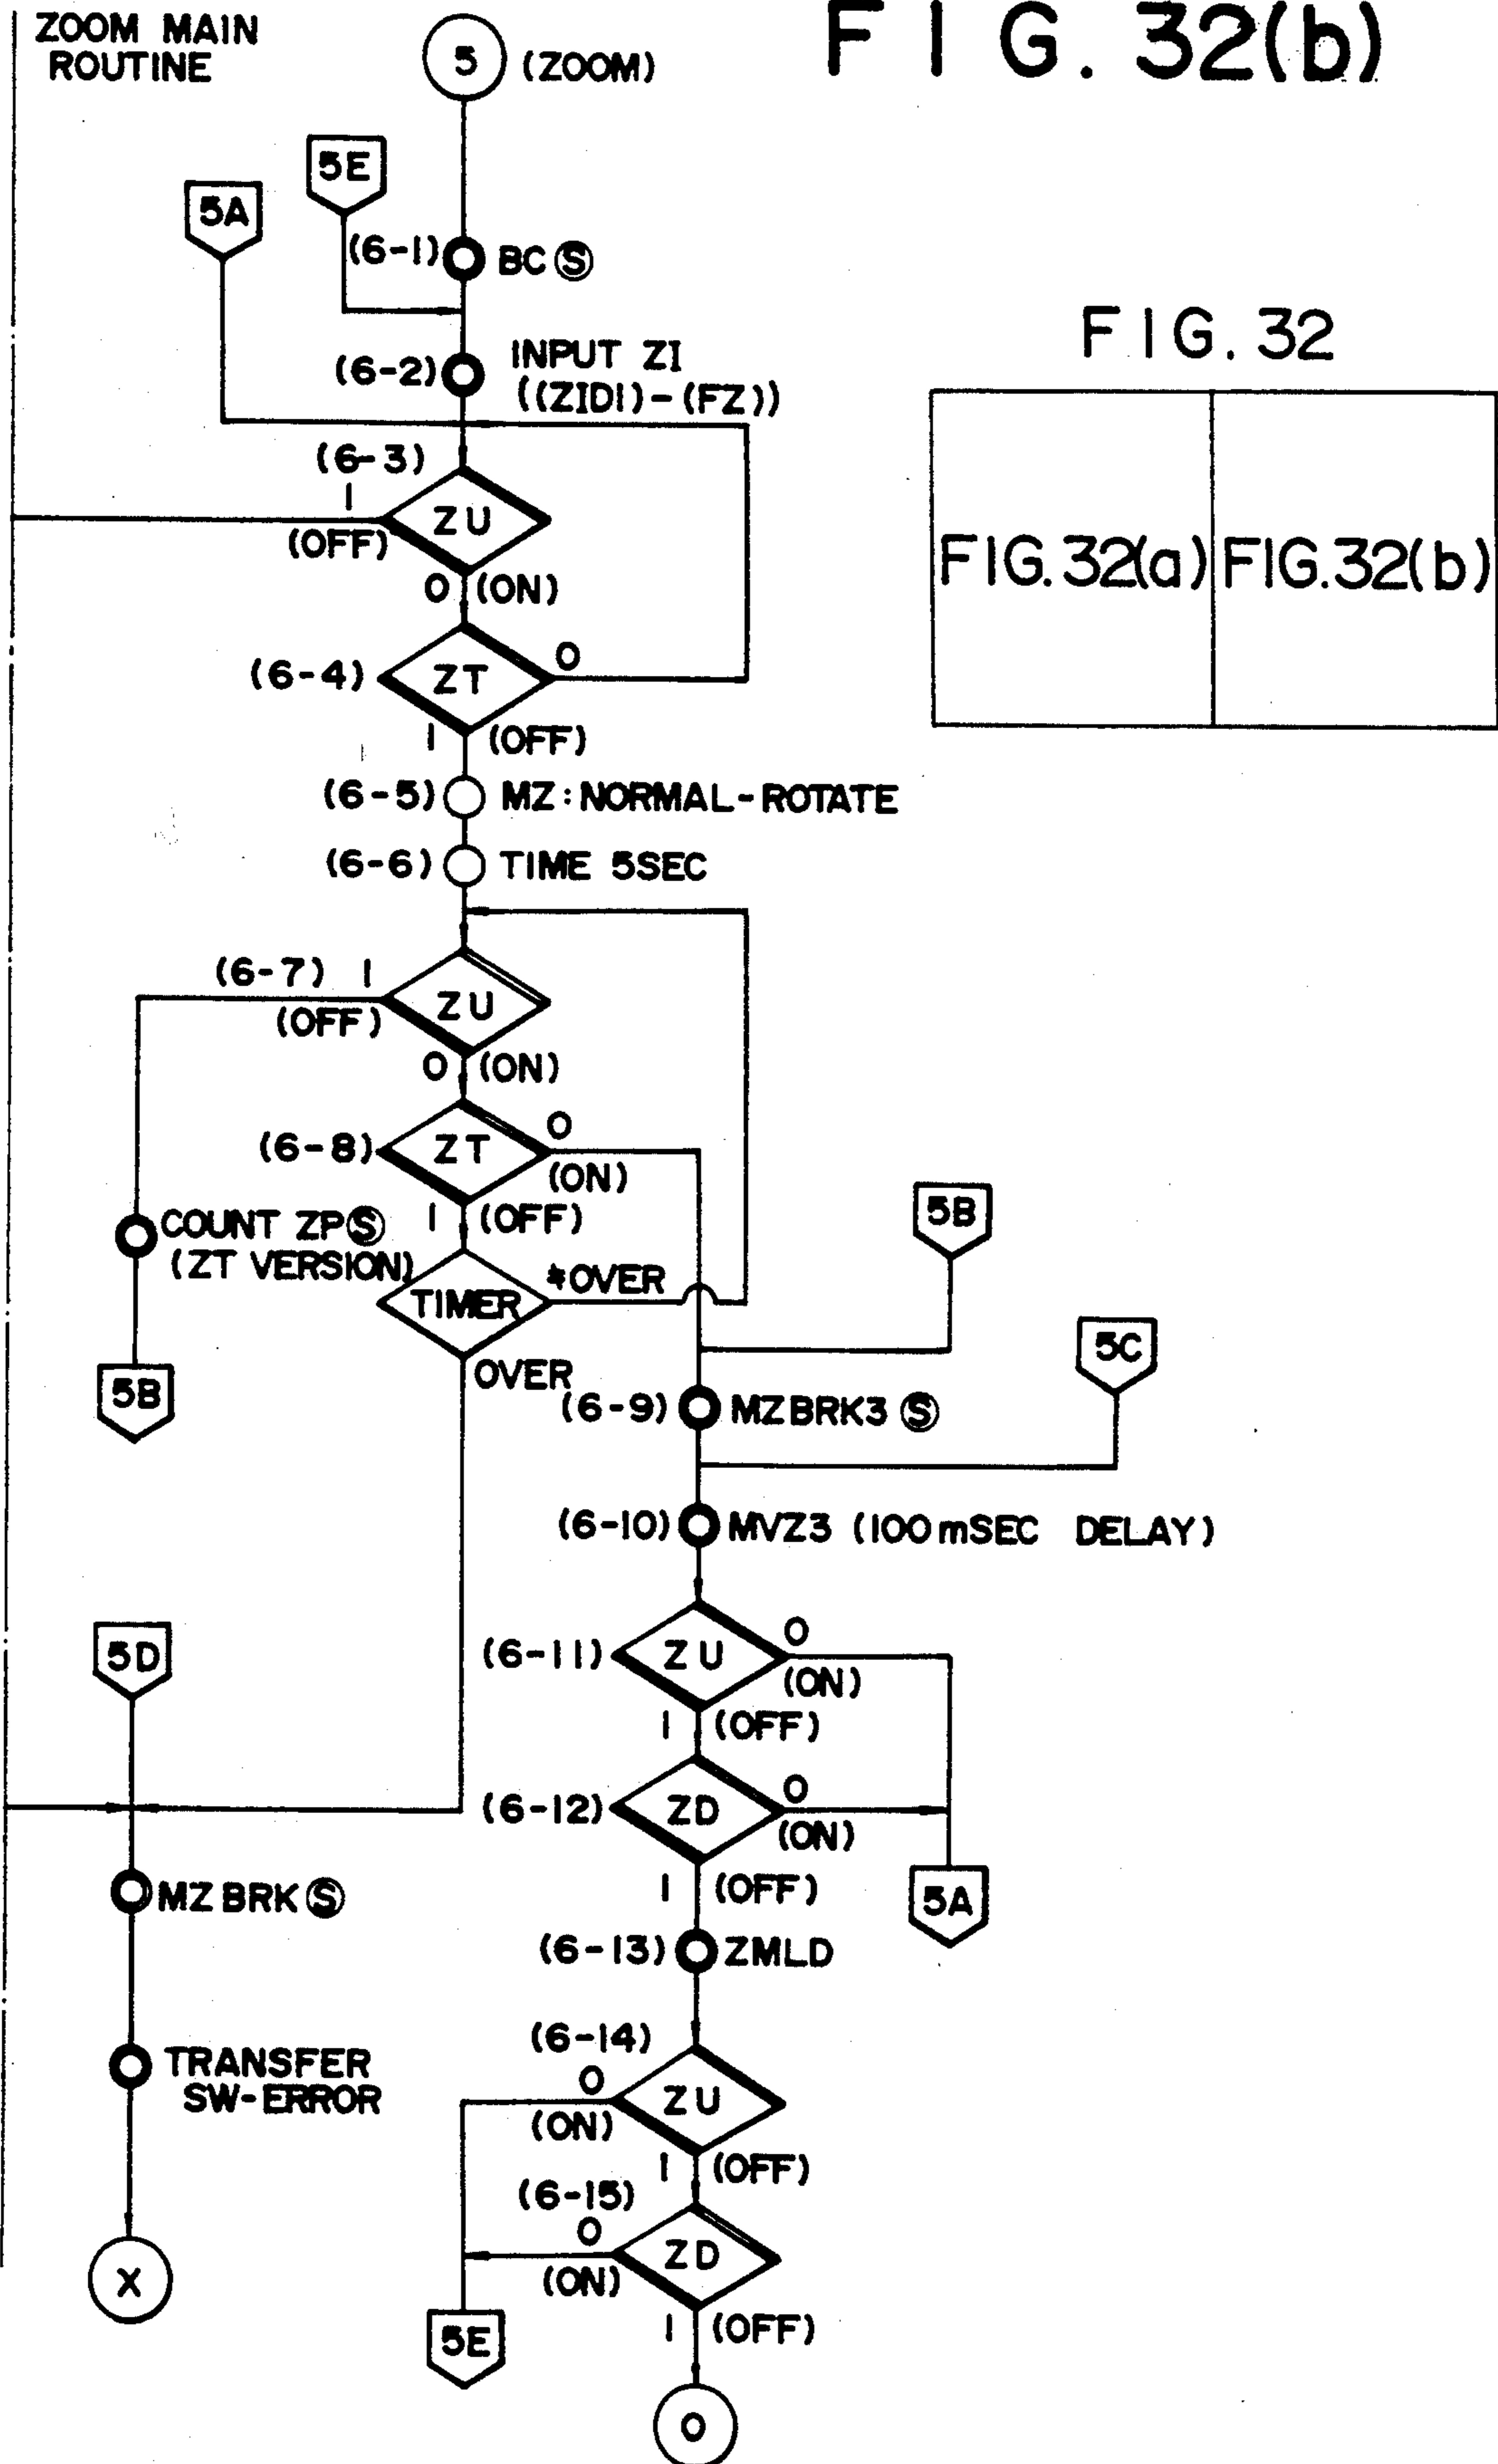 FIG. 32(b)
ZOOM MAIN
ROUTINE
5 (ZOOM)
5E
5A
(6-1) BC Ⓢ
(6-2) INPUT ZI
((ZIDI)-(FZ))
FIG. 32
FIG. 32(a) FIG. 32(b)
(6-3)
1
(OFF)
ZU
0 (ON)
(6-4) ZT 0
1 (OFF)
(6-5) MZ:NORMAL-ROTATE
(6-6) TIME 5SEC
(6-7) 1
(OFF)
ZU
0 (ON)
(6-8) ZT 0
(ON)
1 (OFF)
COUNT ZP Ⓢ
(ZT VERSION)
TIMER ≠OVER
OVER
5B
5B
5C
(6-9) MZBRK3 Ⓢ
(6-10) MVZ3 (100mSEC DELAY)
5D
(6-11) ZU 0
(ON)
1 (OFF)
(6-12) ZD 0
(ON)
1 (OFF)
5A
MZ BRK Ⓢ
(6-13) ZMLD
TRANSFER
SW-ERROR
(6-14)
0
(ON)
ZU
1 (OFF)
(6-15)
0
(ON)
ZD
1 (OFF)
X
5E
0